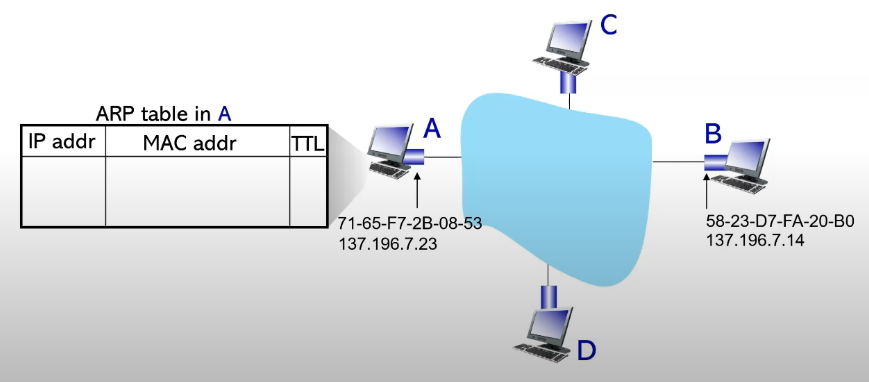 C
ARP table in A
IP addr MAC addr TTL
A
B
71-65-F7-2B-08-53
137.196.7.23
58-23-D7-FA-20-B0
137.196.7.14
D